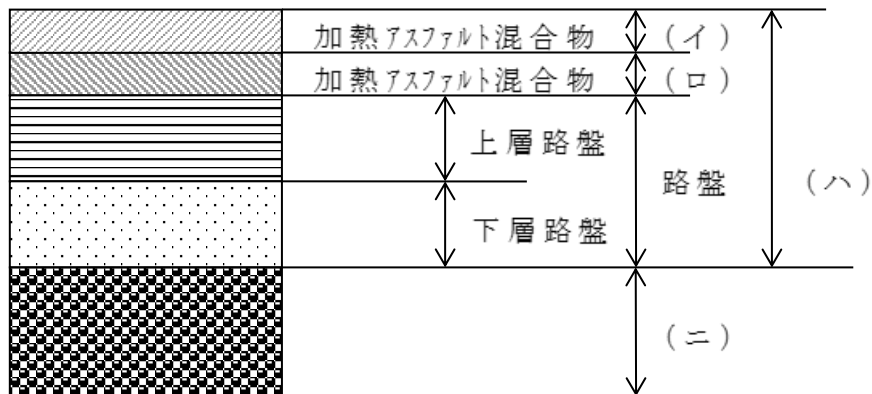 加熱ｱｽﾌｧﾙﾄ混合物 (イ)
加熱ｱｽﾌｧﾙﾄ混合物 (ロ)
上層路盤
路盤 (ハ)
下層路盤
(ニ)